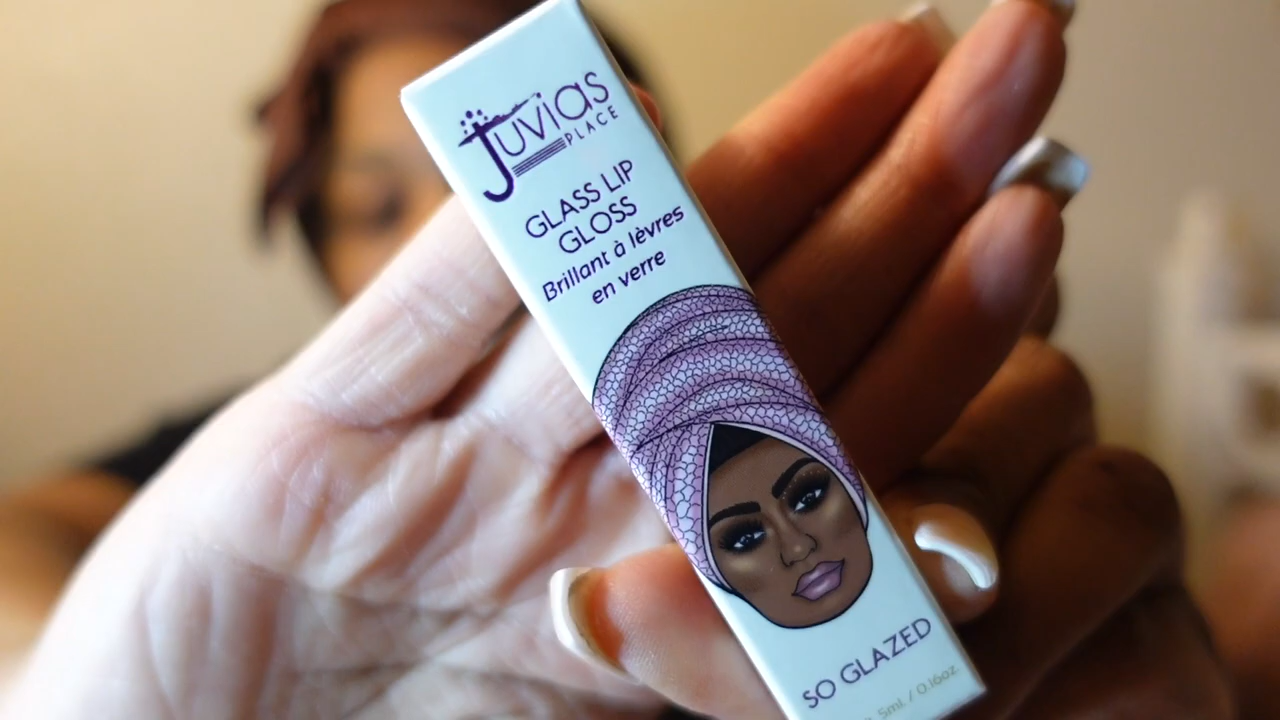 Juvias
PLACE
GLASS LIP
GLOSS
Brillant à lèvres
en verre
SO GLAZED
5mL / 0.16oz